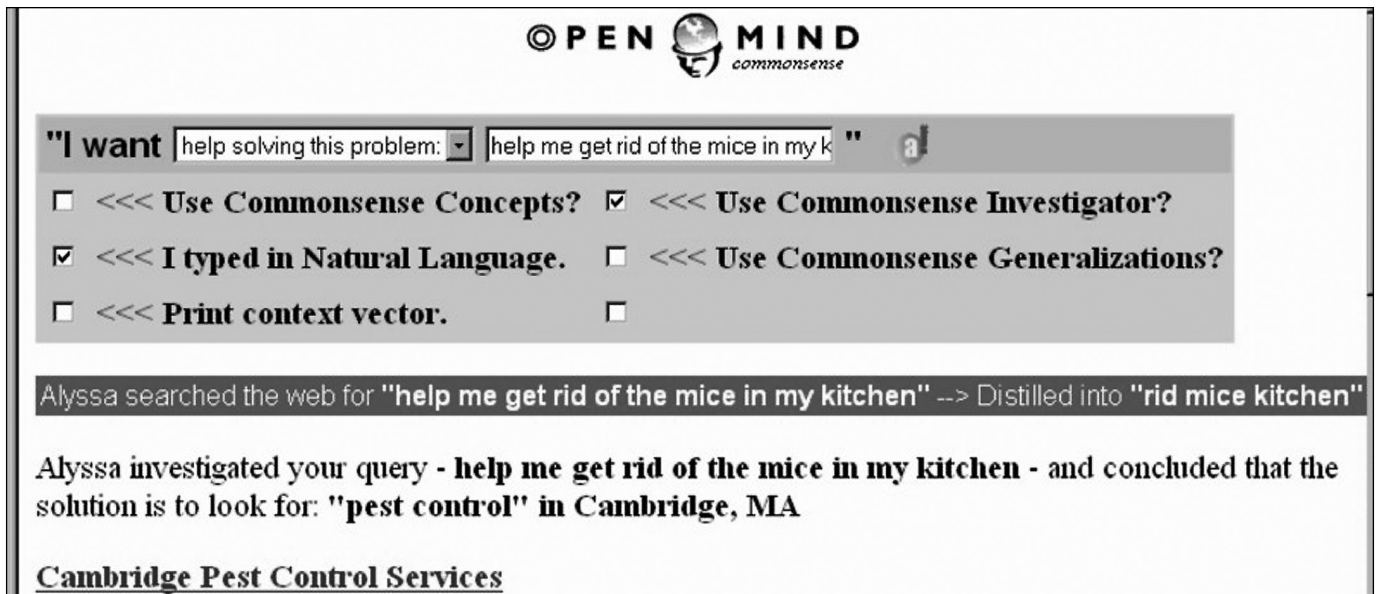 OPEN MIND
commonsense
"I want help solving this problem: help me get rid of the mice in my k " a!
<<< Use Commonsense Concepts? <<< Use Commonsense Investigator?
<<< I typed in Natural Language. <<< Use Commonsense Generalizations?
<<< Print context vector.
Alyssa searched the web for "help me get rid of the mice in my kitchen" --> Distilled into "rid mice kitchen"
Alyssa investigated your query - help me get rid of the mice in my kitchen - and concluded that the
solution is to look for: "pest control" in Cambridge, MA
Cambridge Pest Control Services